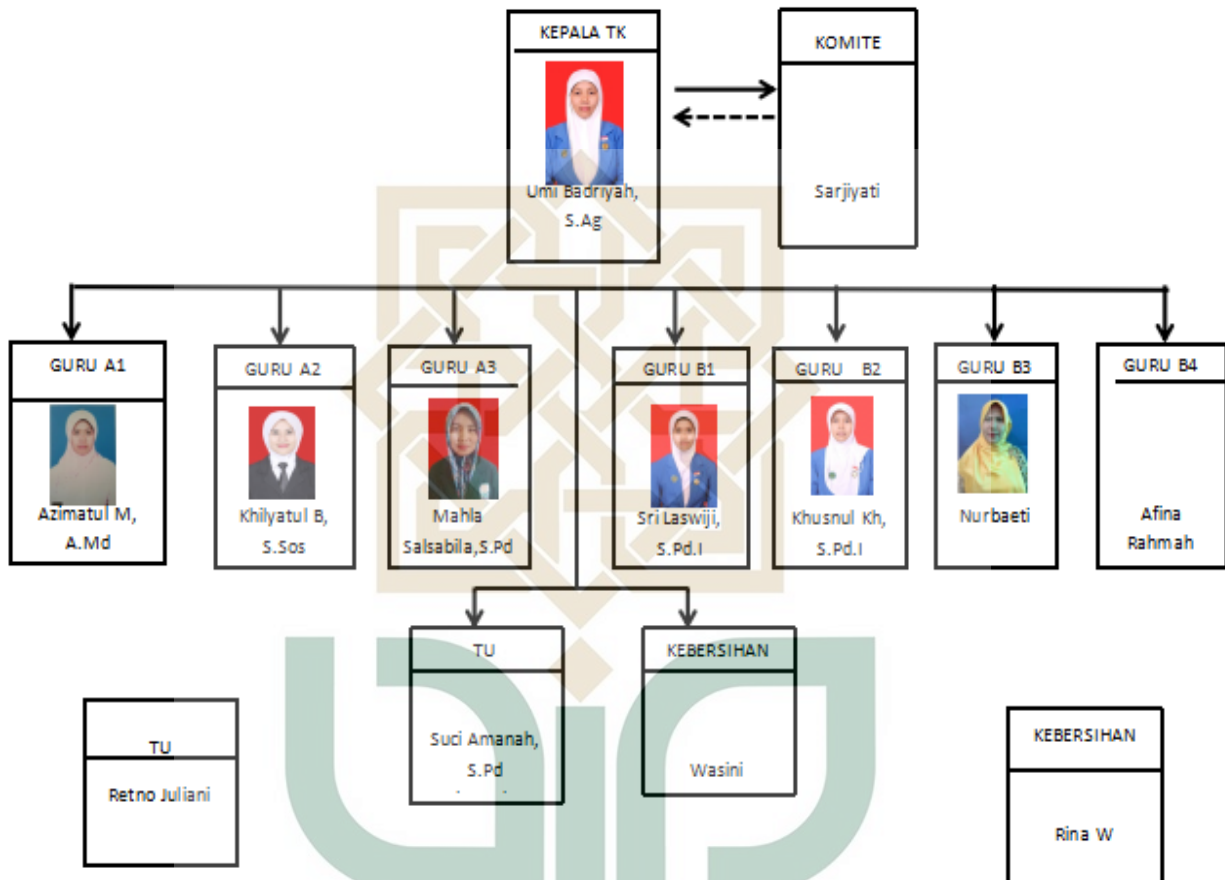 KEPALA TK
Umi Badriyah,
S.Ag
KOMITE
Sarjiyati
GURU A1
Azimatul M,
A.Md
GURU A2
Khilyatul B,
S.Sos
GURU A3
Mahla
Salsabila,S.Pd
GURU B1
Sri Laswiji,
S.Pd.I
GURU B2
Khusnul Kh,
S.Pd.I
GURU B3
Nurbaeti
GURU B4
Afina
Rahmah
TU
Suci Amanah,
S.Pd
KEBERSIHAN
Wasini
TU
Retno Juliani
KEBERSIHAN
Rina W